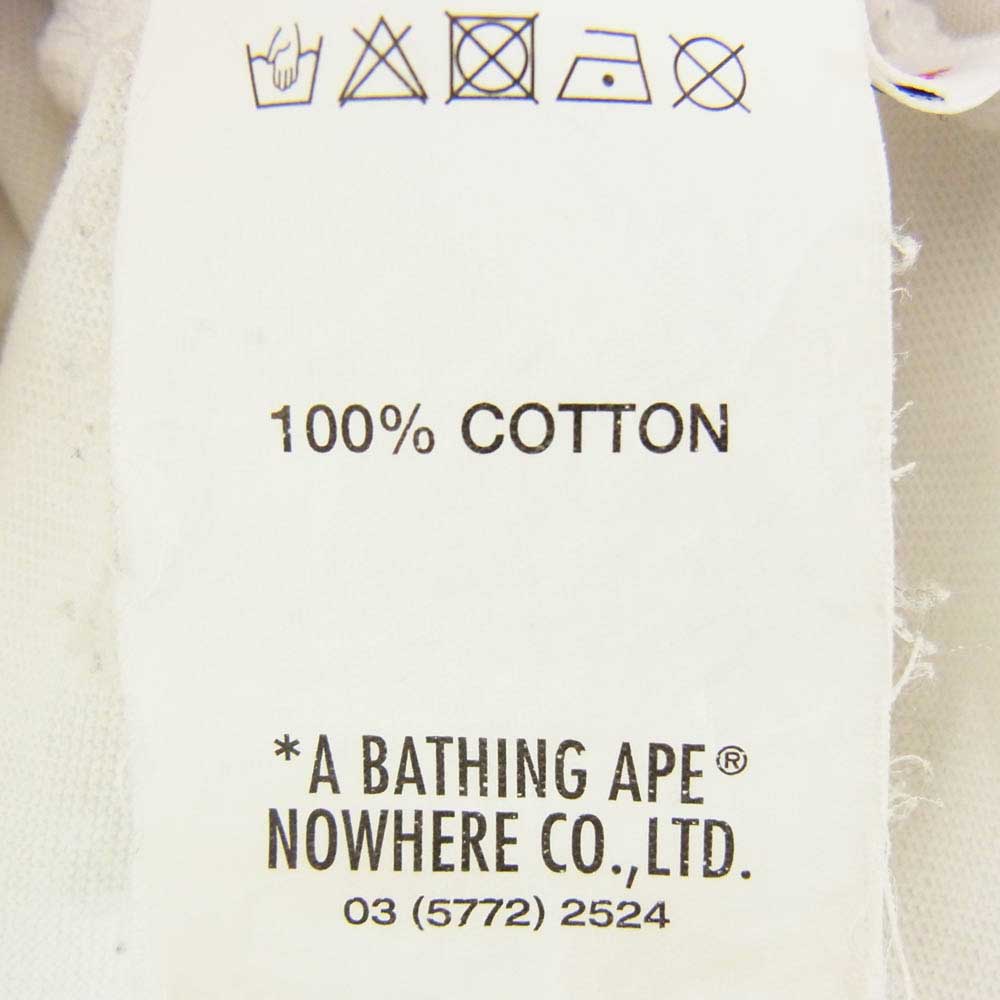 100% COTTON
*A BATHING APE®
NOWHERE CO.,LTD.
03 (5772) 2524